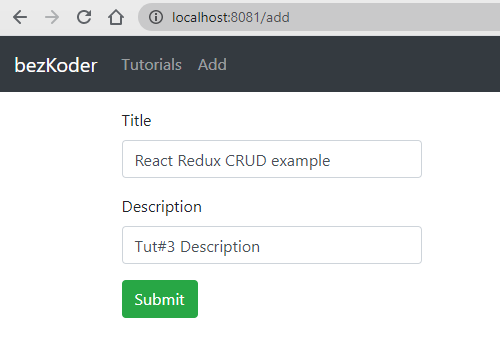 localhost:8081/add
bezKoder Tutorials Add
Title
React Redux CRUD example
Description
Tut#3 Description
Submit